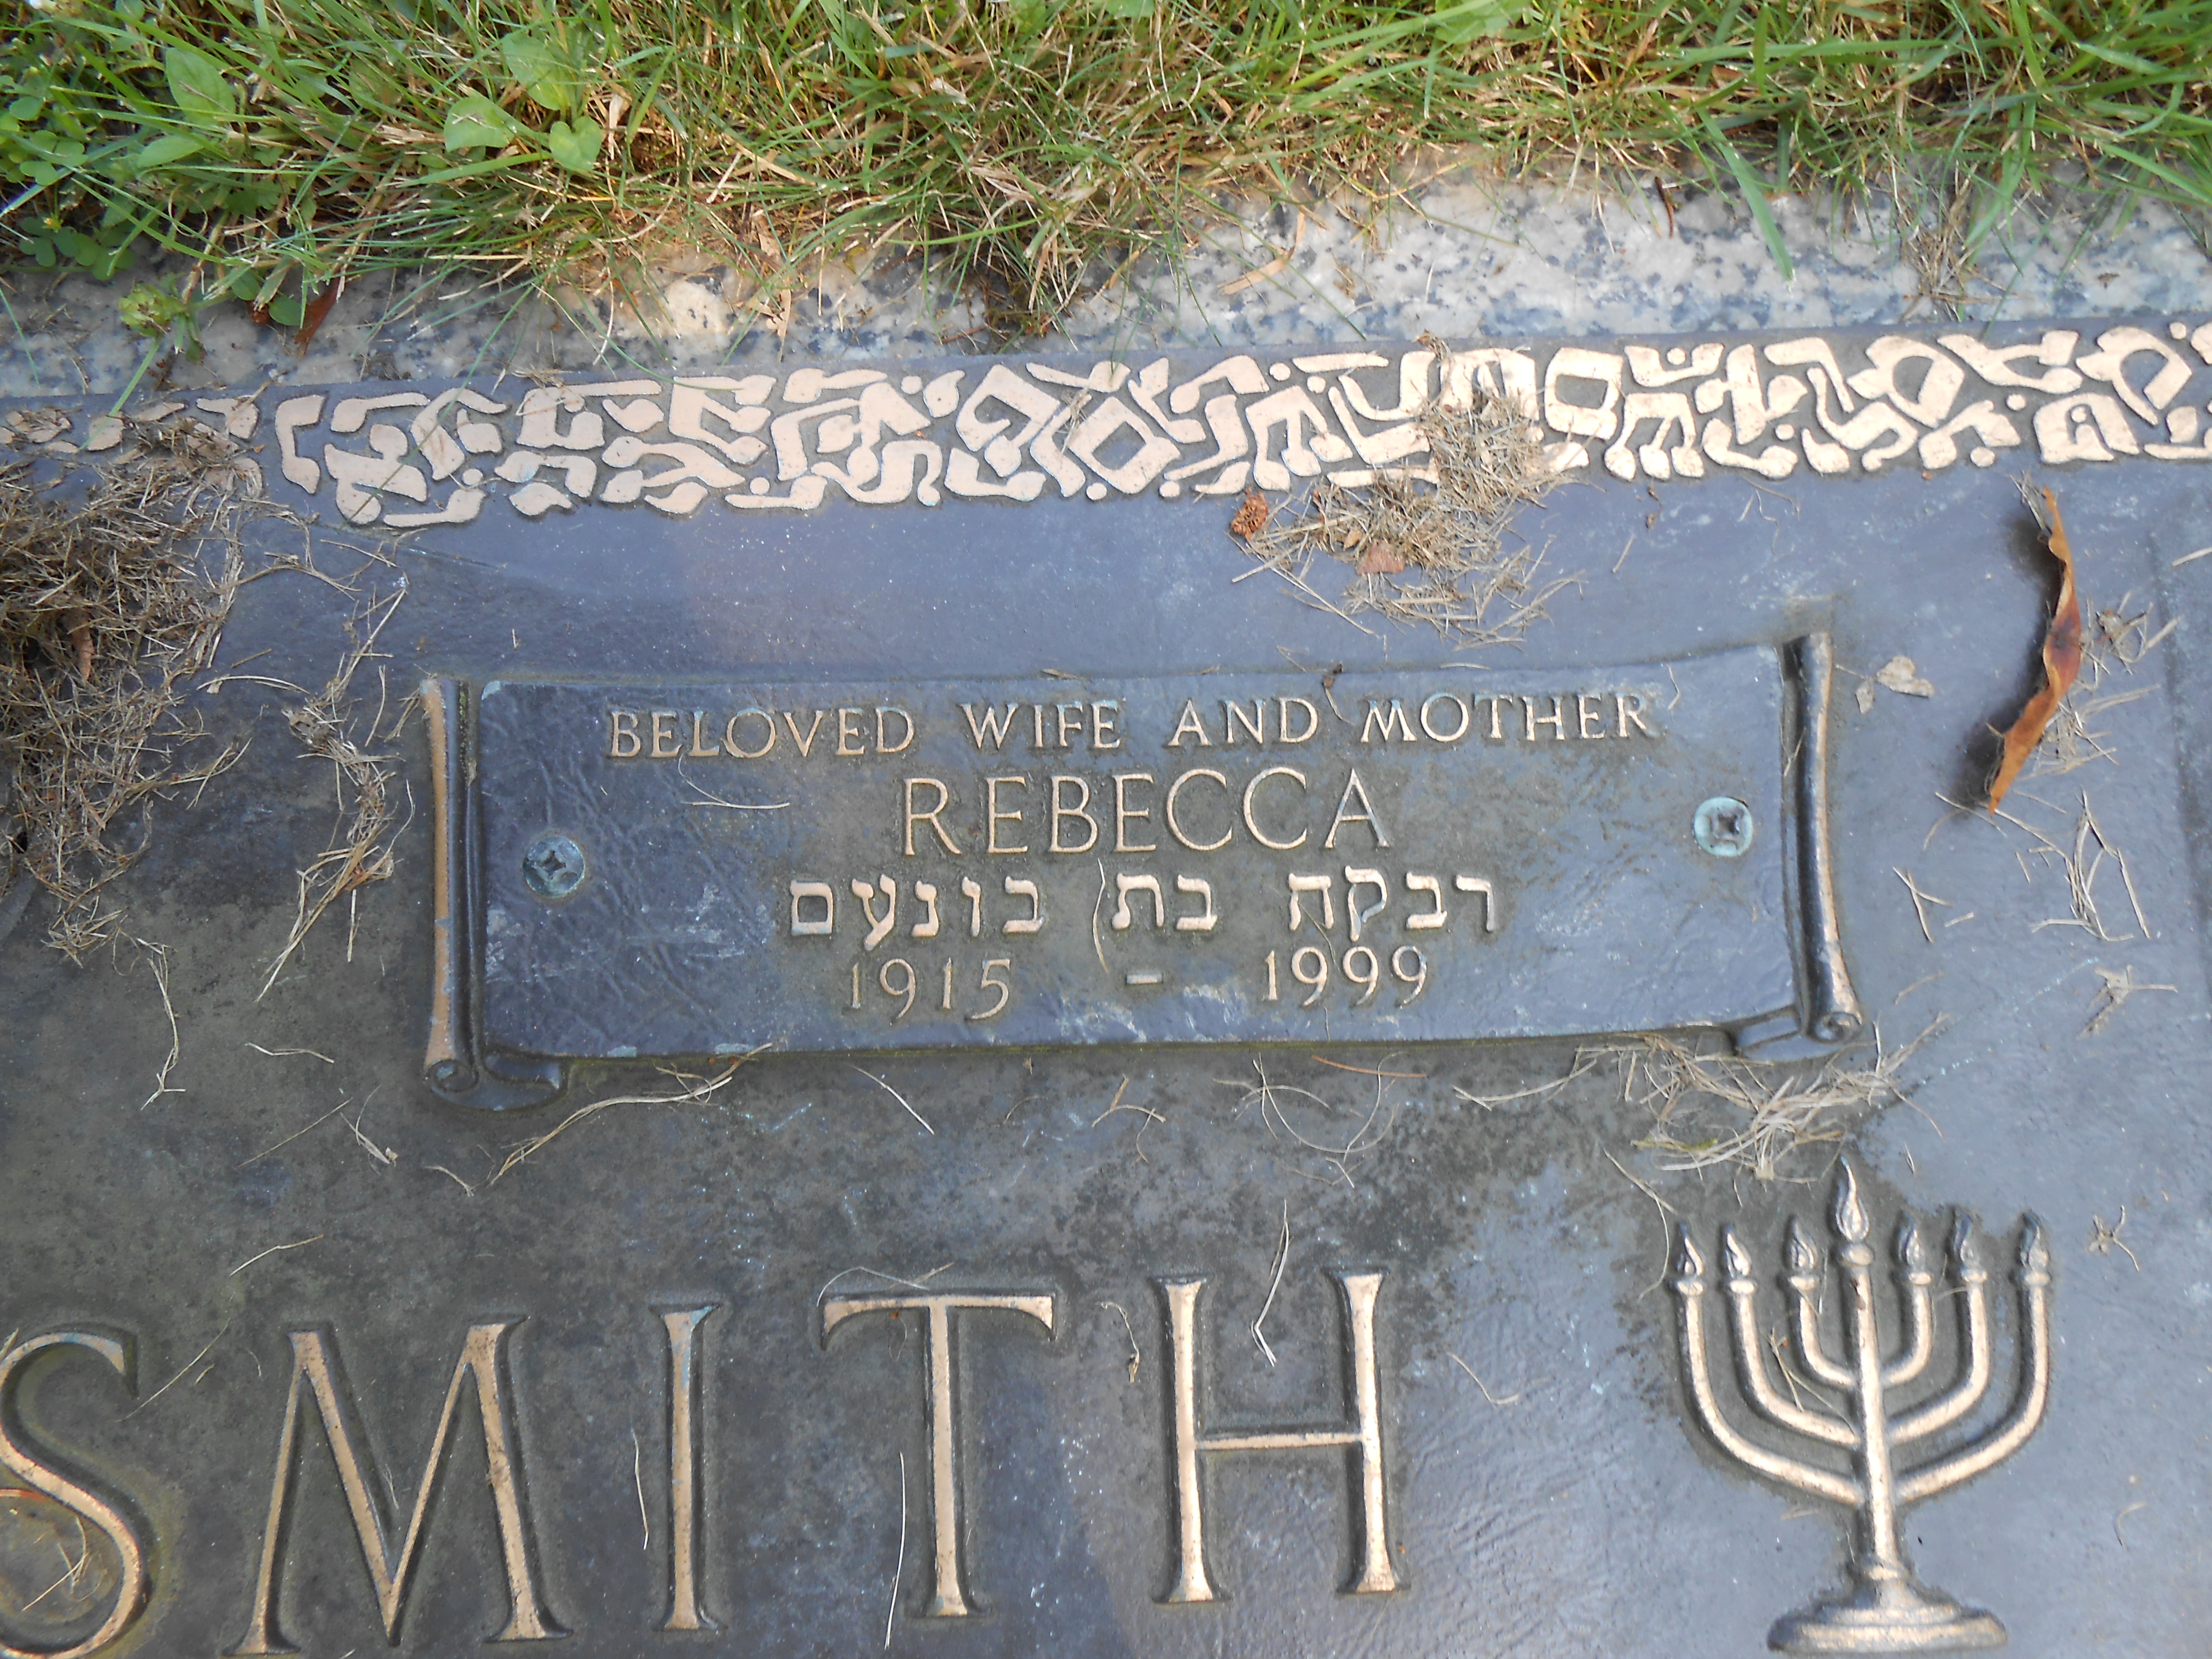 BELOVED WIFE AND MOTHER
REBECCA
רבקה בת בונעם
1915 - 1999
SMITH